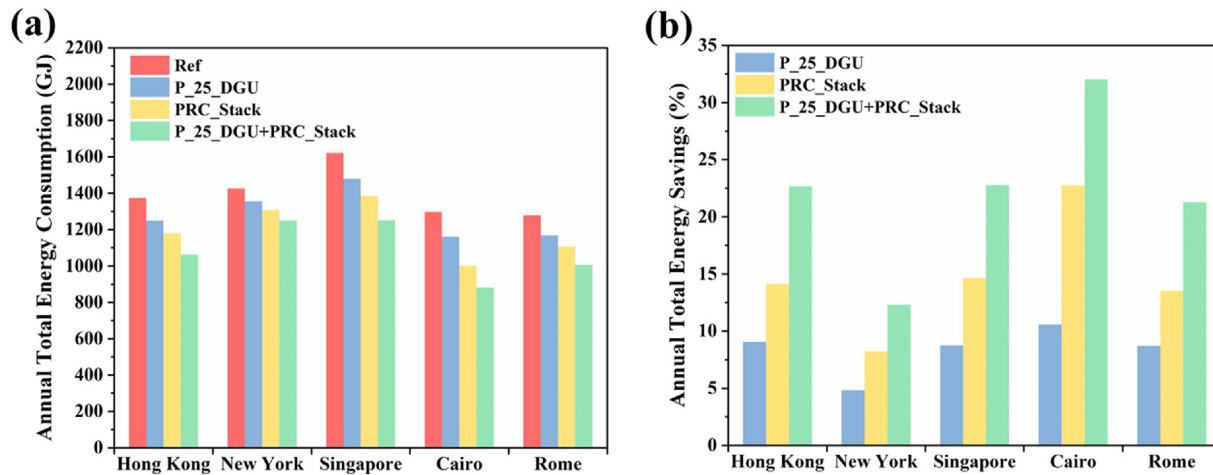 (a)
Annual Total Energy Consumption (GJ)
2200
2000
1800
1600
1400
1200
1000
800
600
400
200
0
Ref
P_25_DGU
PRC_Stack
P_25_DGU+PRC_Stack
Hong Kong New York Singapore Cairo Rome
(b)
Annual Total Energy Savings (%)
35
30
25
20
15
10
5
0
P_25_DGU
PRC_Stack
P_25_DGU+PRC_Stack
Hong Kong New York Singapore Cairo Rome